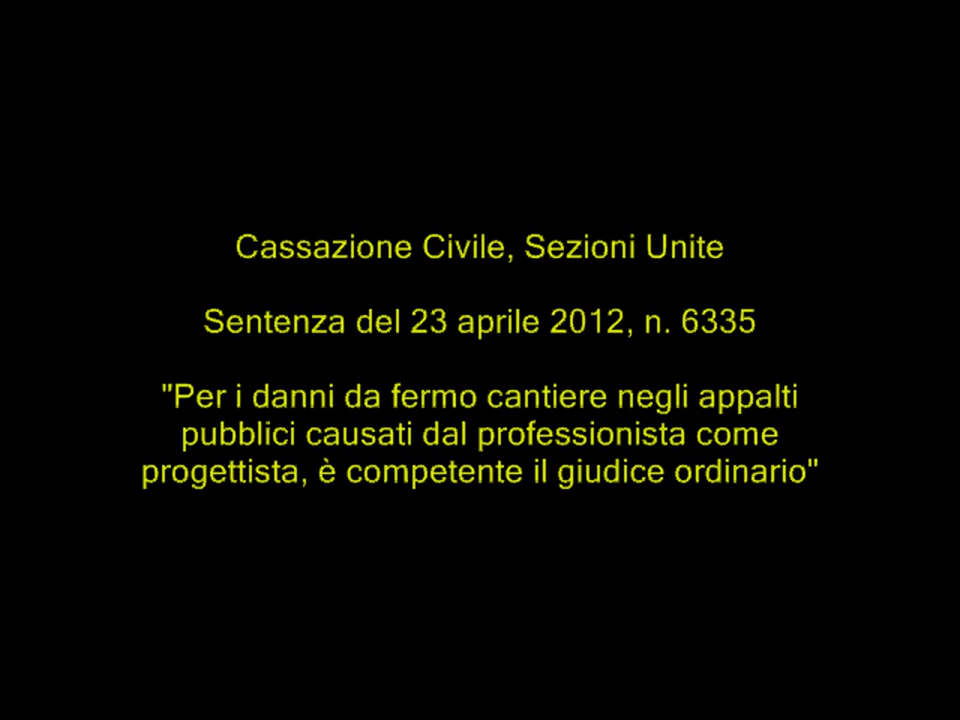 Cassazione Civile, Sezioni Unite
Sentenza del 23 aprile 2012, n. 6335
"Per i danni da fermo cantiere negli appalti
pubblici causati dal professionista come
progettista, è competente il giudice ordinario"